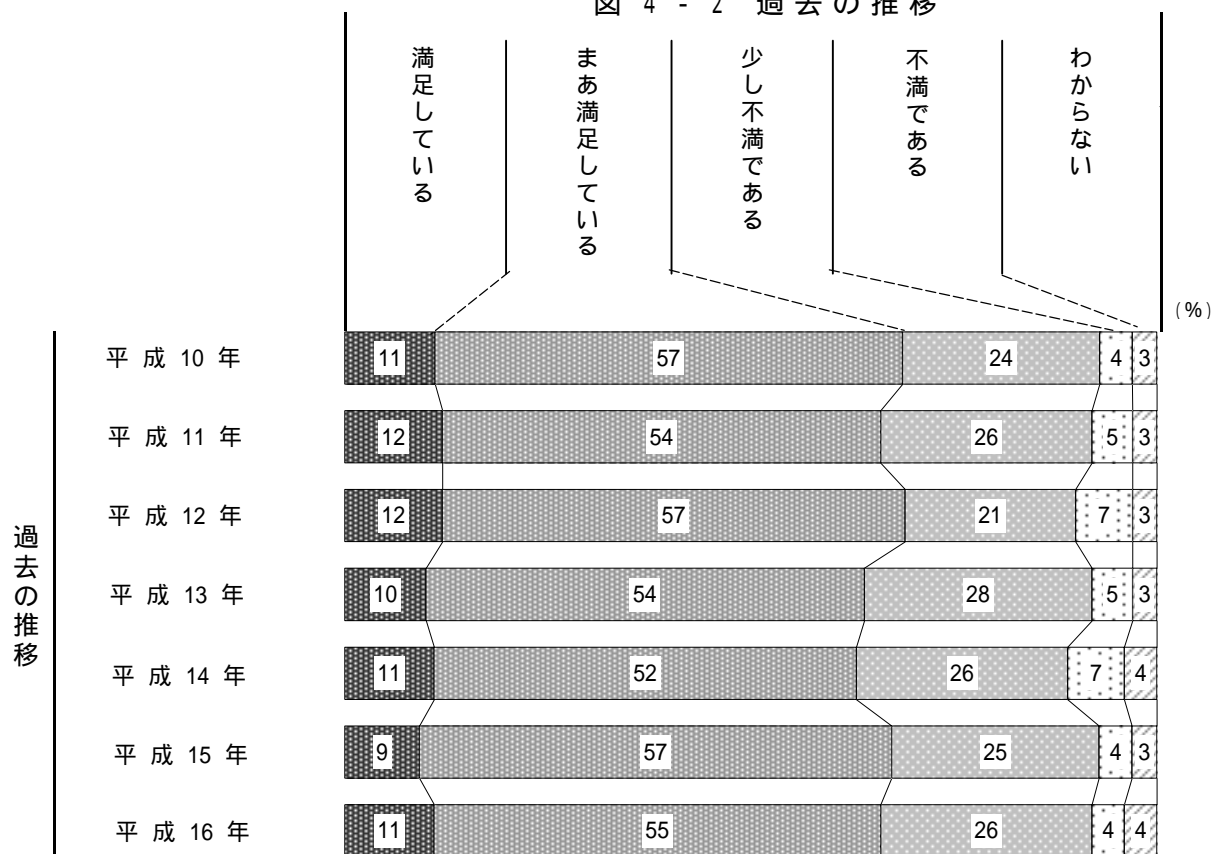 図 4 - 2 過去の推移
満足している
まあ満足している
少し不満である
不満である
わからない
(%)
過去の推移
平成 10 年 11 57 24 4 3
平成 11 年 12 54 26 5 3
平成 12 年 12 57 21 7 3
平成 13 年 10 54 28 5 3
平成 14 年 11 52 26 7 4
平成 15 年 9 57 25 4 3
平成 16 年 11 55 26 4 4